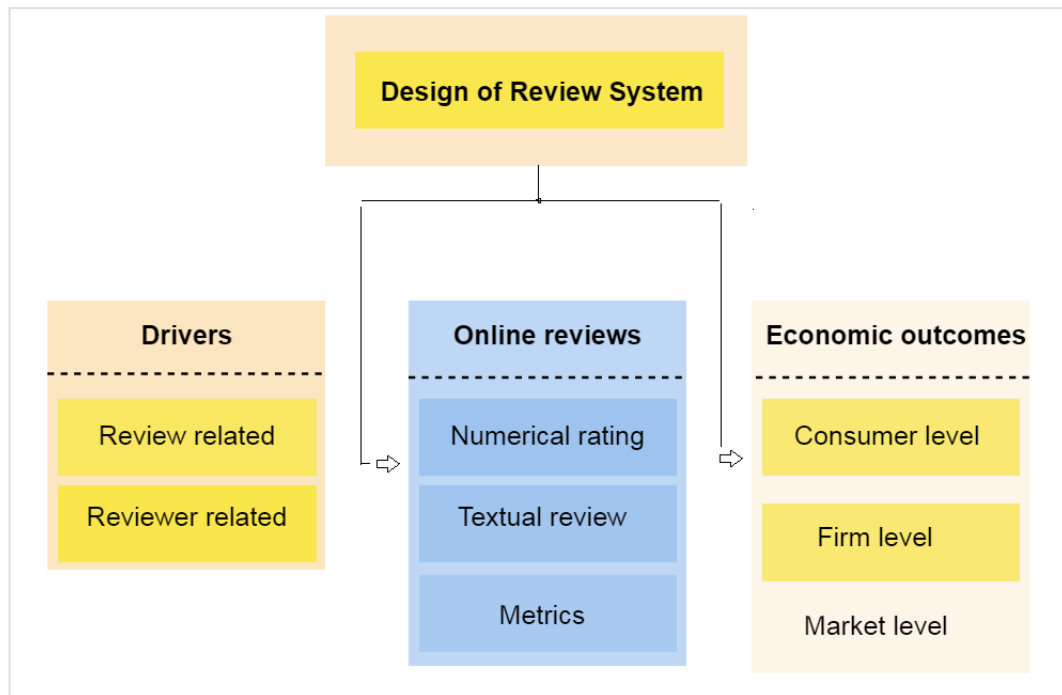 Design of Review System
Drivers
Review related
Reviewer related
Online reviews
Numerical rating
Textual review
Metrics
Economic outcomes
Consumer level
Firm level
Market level